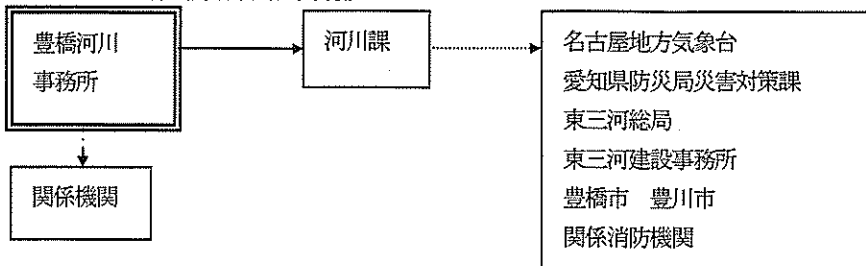 豊橋河川
事務所
河川課
名古屋地方気象台
愛知県防災局災害対策課
東三河総局
東三河建設事務所
豊橋市　豊川市
関係消防機関
関係機関